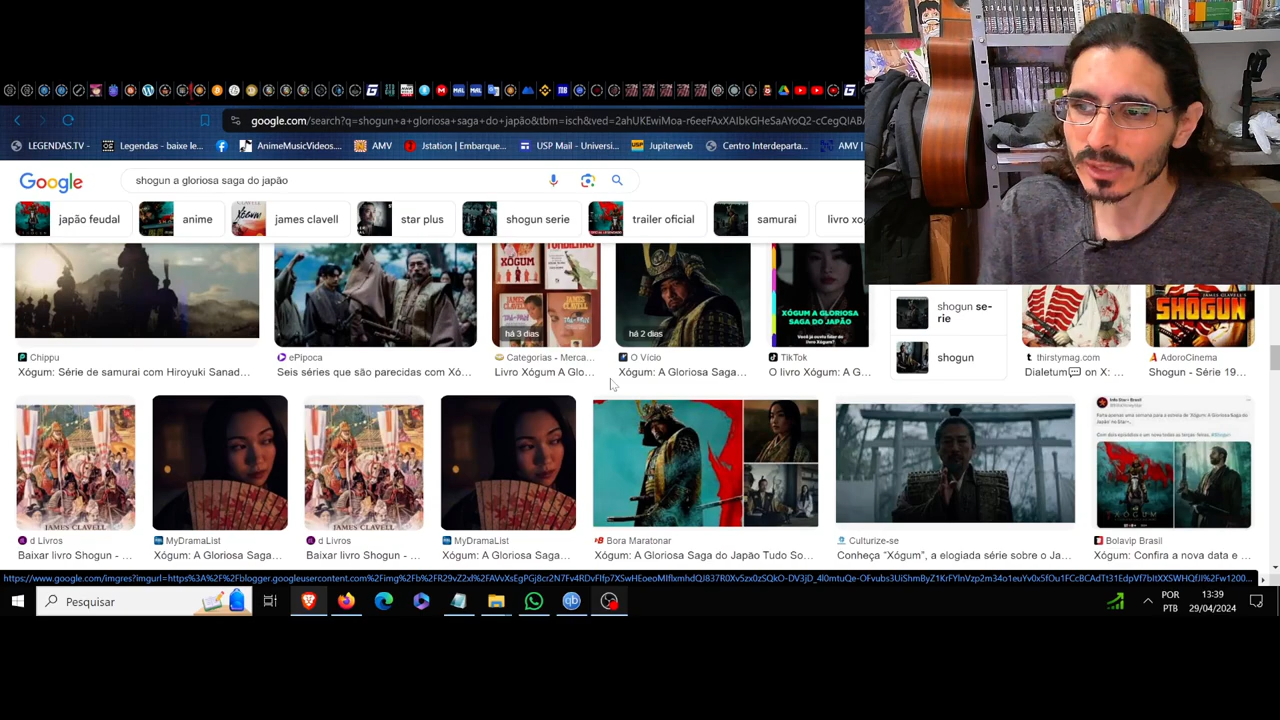 google.com/search?q=shogun+a+gloriosa+saga+do+japão&tbm=isch&ved=2ahUKEwiMoa-r6eeFAxXAIbkGHeSaAYoQ2-cCegQIABA
LEGENDAS.TV -
Legendas - baixe le...
AnimeMusicVideos....
AMV
Jstation | Embarque...
USP Mail - Universi...
Jupiterweb
Centro Interdeparta...
AMV |
Google
shogun a gloriosa saga do japão
japão feudal
anime
james clavell
star plus
shogun serie
trailer oficial
samurai
livro xo
XÓGUM
JAMES CLAVELL
há 3 dias
há 2 dias
XÓGUM A GLORIOSA
SAGA DO JAPÃO
shogun se-
rie
shogun
JAMES CLAVELL'S
SHOGUN
Chippu
Xógum: Série de samurai com Hiroyuki Sanad...
ePipoca
Seis séries que são parecidas com Xó...
Categorias - Merca...
Livro Xógum A Glo...
O Vício
Xógum: A Gloriosa Saga...
TikTok
O livro Xógum: A G...
thirstymag.com
Dialetum on X: ...
AdoroCinema
Shogun - Série 19...
JAMES CLAVELL
JAMES CLAVELL
d Livros
Baixar livro Shogun - ...
MyDramaList
Xógum: A Gloriosa Saga...
d Livros
Baixar livro Shogun - ...
MyDramaList
Xógum: A Gloriosa Saga...
Bora Maratonar
Xógum: A Gloriosa Saga do Japão Tudo So...
Culturize-se
Conheça “Xógum”, a elogiada série sobre o Ja...
Bolavip Brasil
Xógum: Confira a nova data e ...
Pesquisar
POR
PTB
13:39
29/04/2024